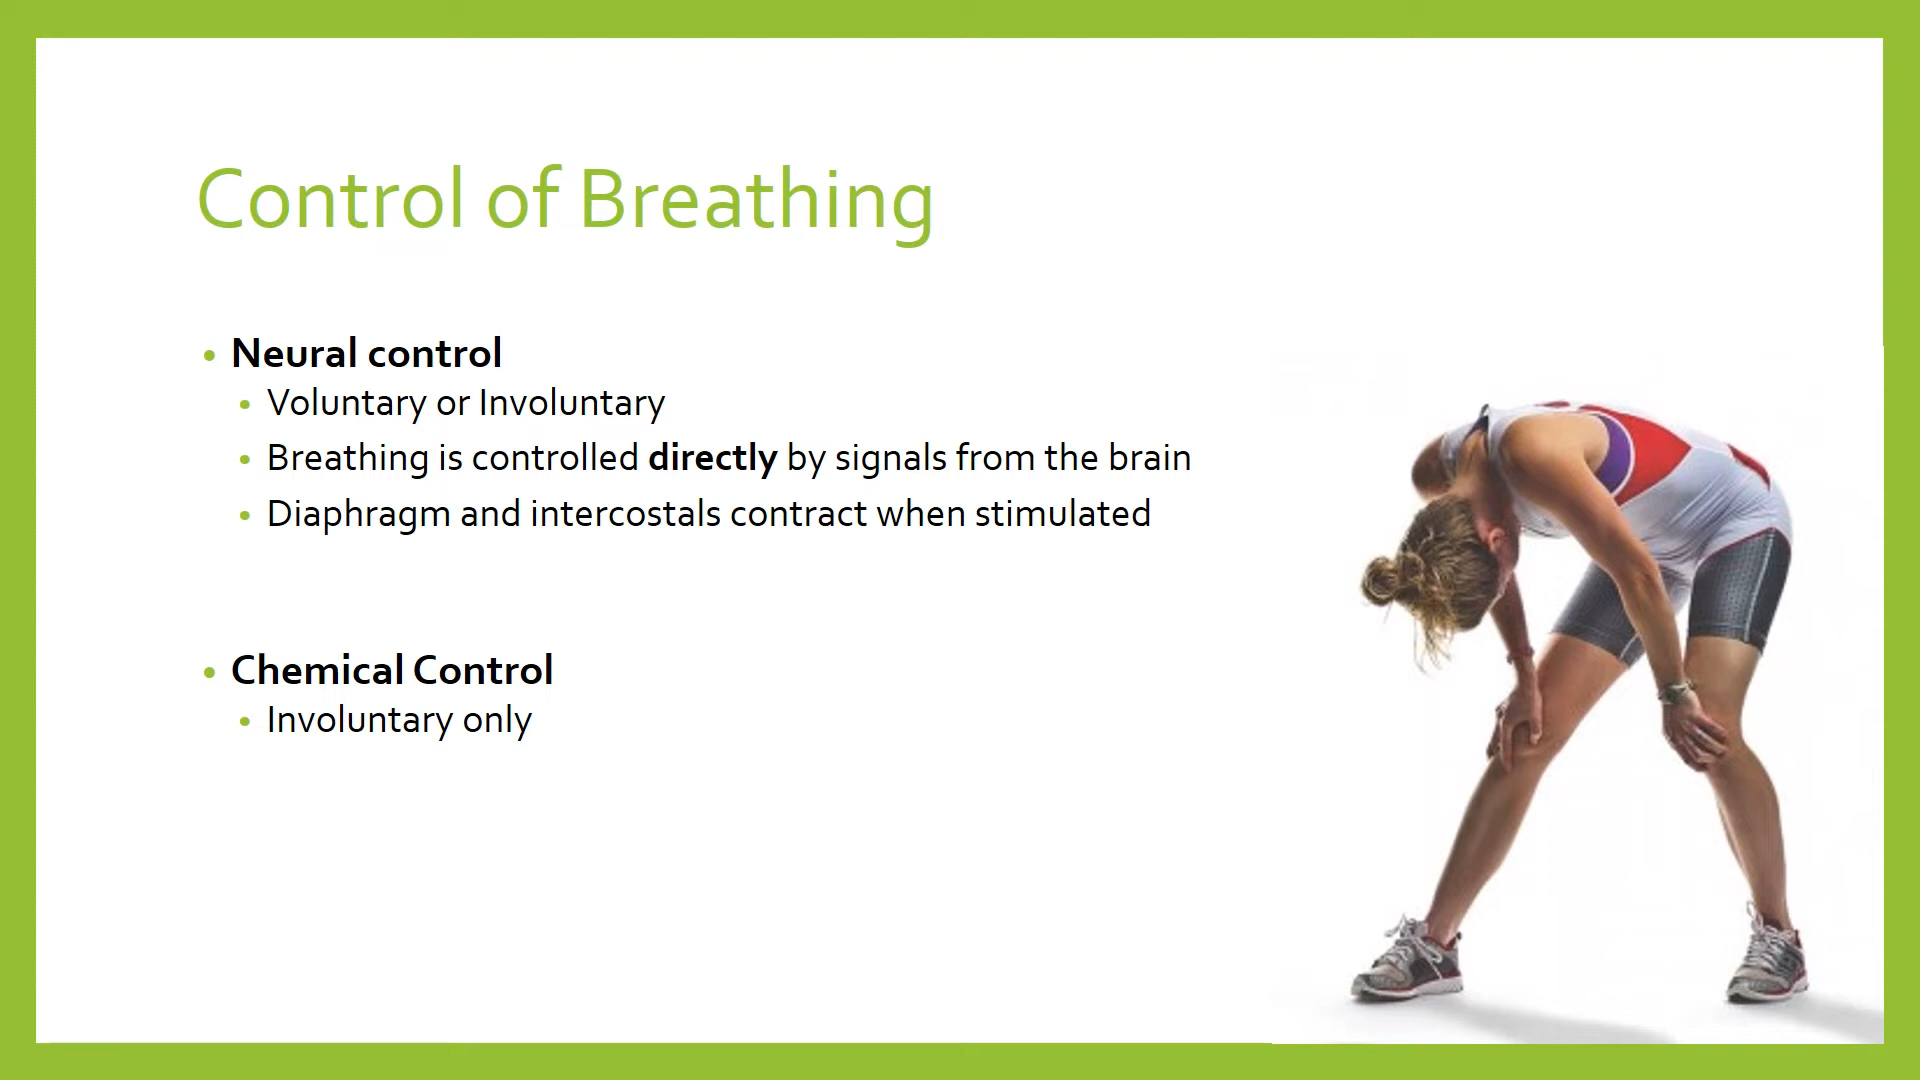 Control of Breathing
• Neural control
• Voluntary or Involuntary
• Breathing is controlled directly by signals from the brain
• Diaphragm and intercostals contract when stimulated
• Chemical Control
• Involuntary only